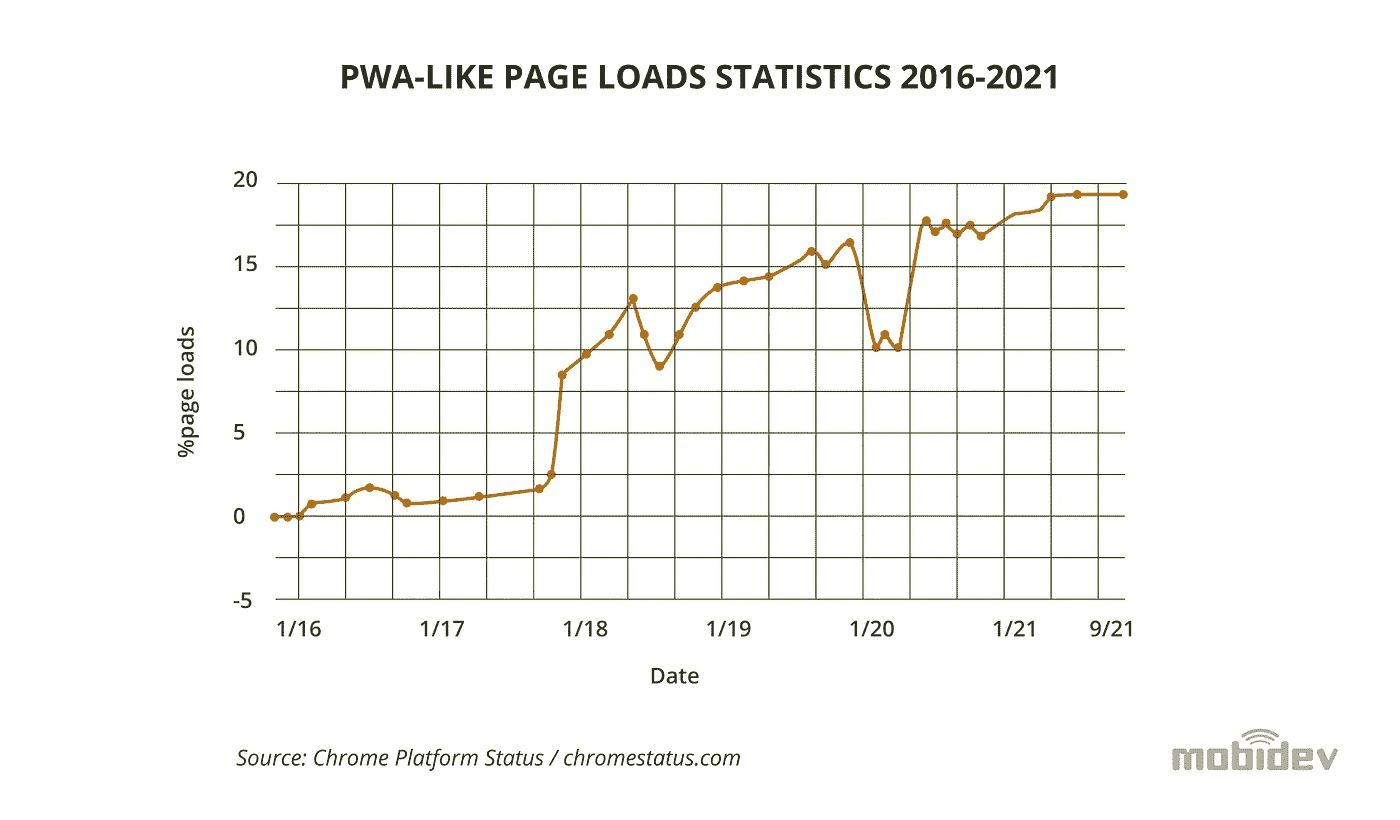 PWA-LIKE PAGE LOADS STATISTICS 2016-2021
%page loads
20
15
10
5
0
-5
1/16 1/17 1/18 1/19 1/20 1/21 9/21
Date
Source: Chrome Platform Status / chromestatus.com
mobidev